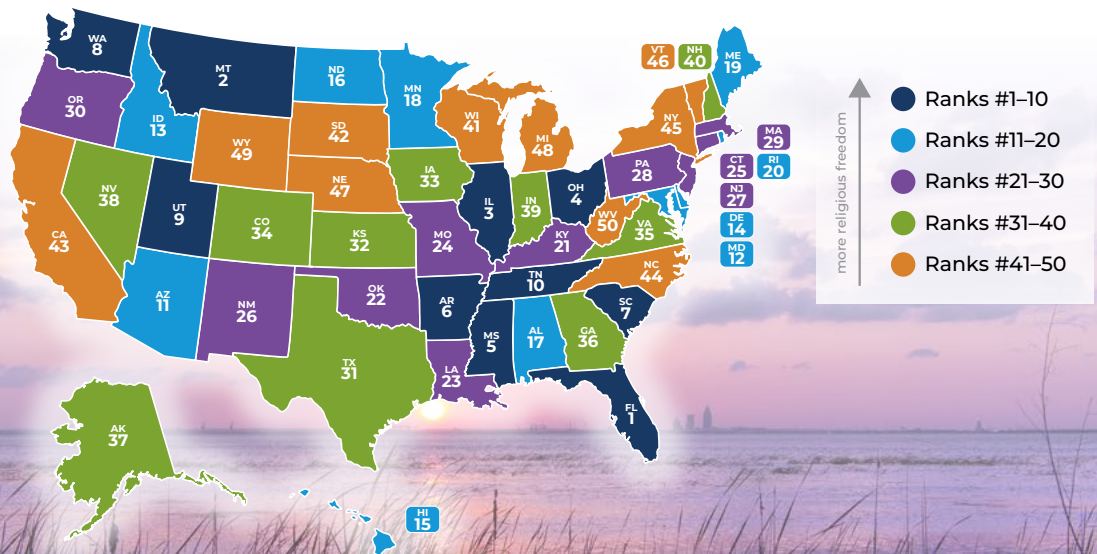 WA
8
MT
2
ND
16
MN
18
VT
46
NH
40
ME
19
OR
30
ID
13
WY
49
SD
42
WI
41
MI
48
NY
45
MA
29
CT
25
RI
20
NJ
27
DE
14
MD
12
NV
38
UT
9
CO
34
NE
47
IA
33
IL
3
IN
39
OH
4
PA
28
CA
43
KS
32
MO
24
KY
21
WV
50
VA
35
AZ
11
NM
26
OK
22
AR
6
TN
10
NC
44
TX
31
LA
23
MS
5
AL
17
GA
36
SC
7
FL
1
AK
37
HI
15
more religious freedom
Ranks #1–10
Ranks #11–20
Ranks #21–30
Ranks #31–40
Ranks #41–50